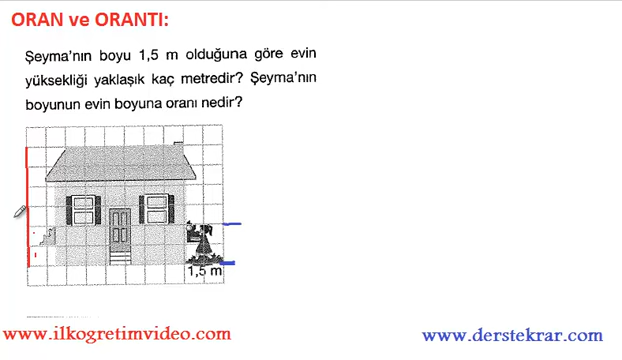 ORAN ve ORANTI:
Şeyma'nın boyu 1,5 m olduğuna göre evin
yüksekliği yaklaşık kaç metredir? Şeyma'nın
boyunun evin boyuna oranı nedir?
1,5 m
www.ilkogretimvideo.com
www.derstekrar.com